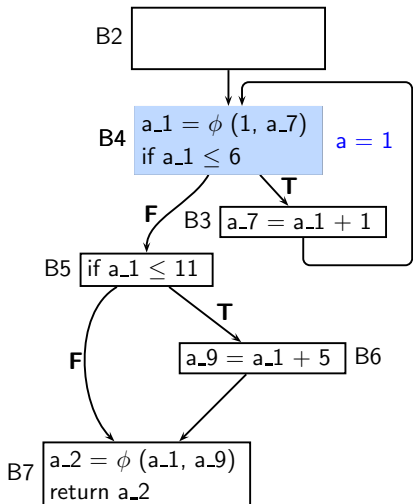 B2
B4
a_1 = ϕ (1, a_7)
if a_1 ≤ 6
a = 1
F
T
B3
a_7 = a_1 + 1
B5
if a_1 ≤ 11
F
T
a_9 = a_1 + 5
B6
B7
a_2 = ϕ (a_1, a_9)
return a_2